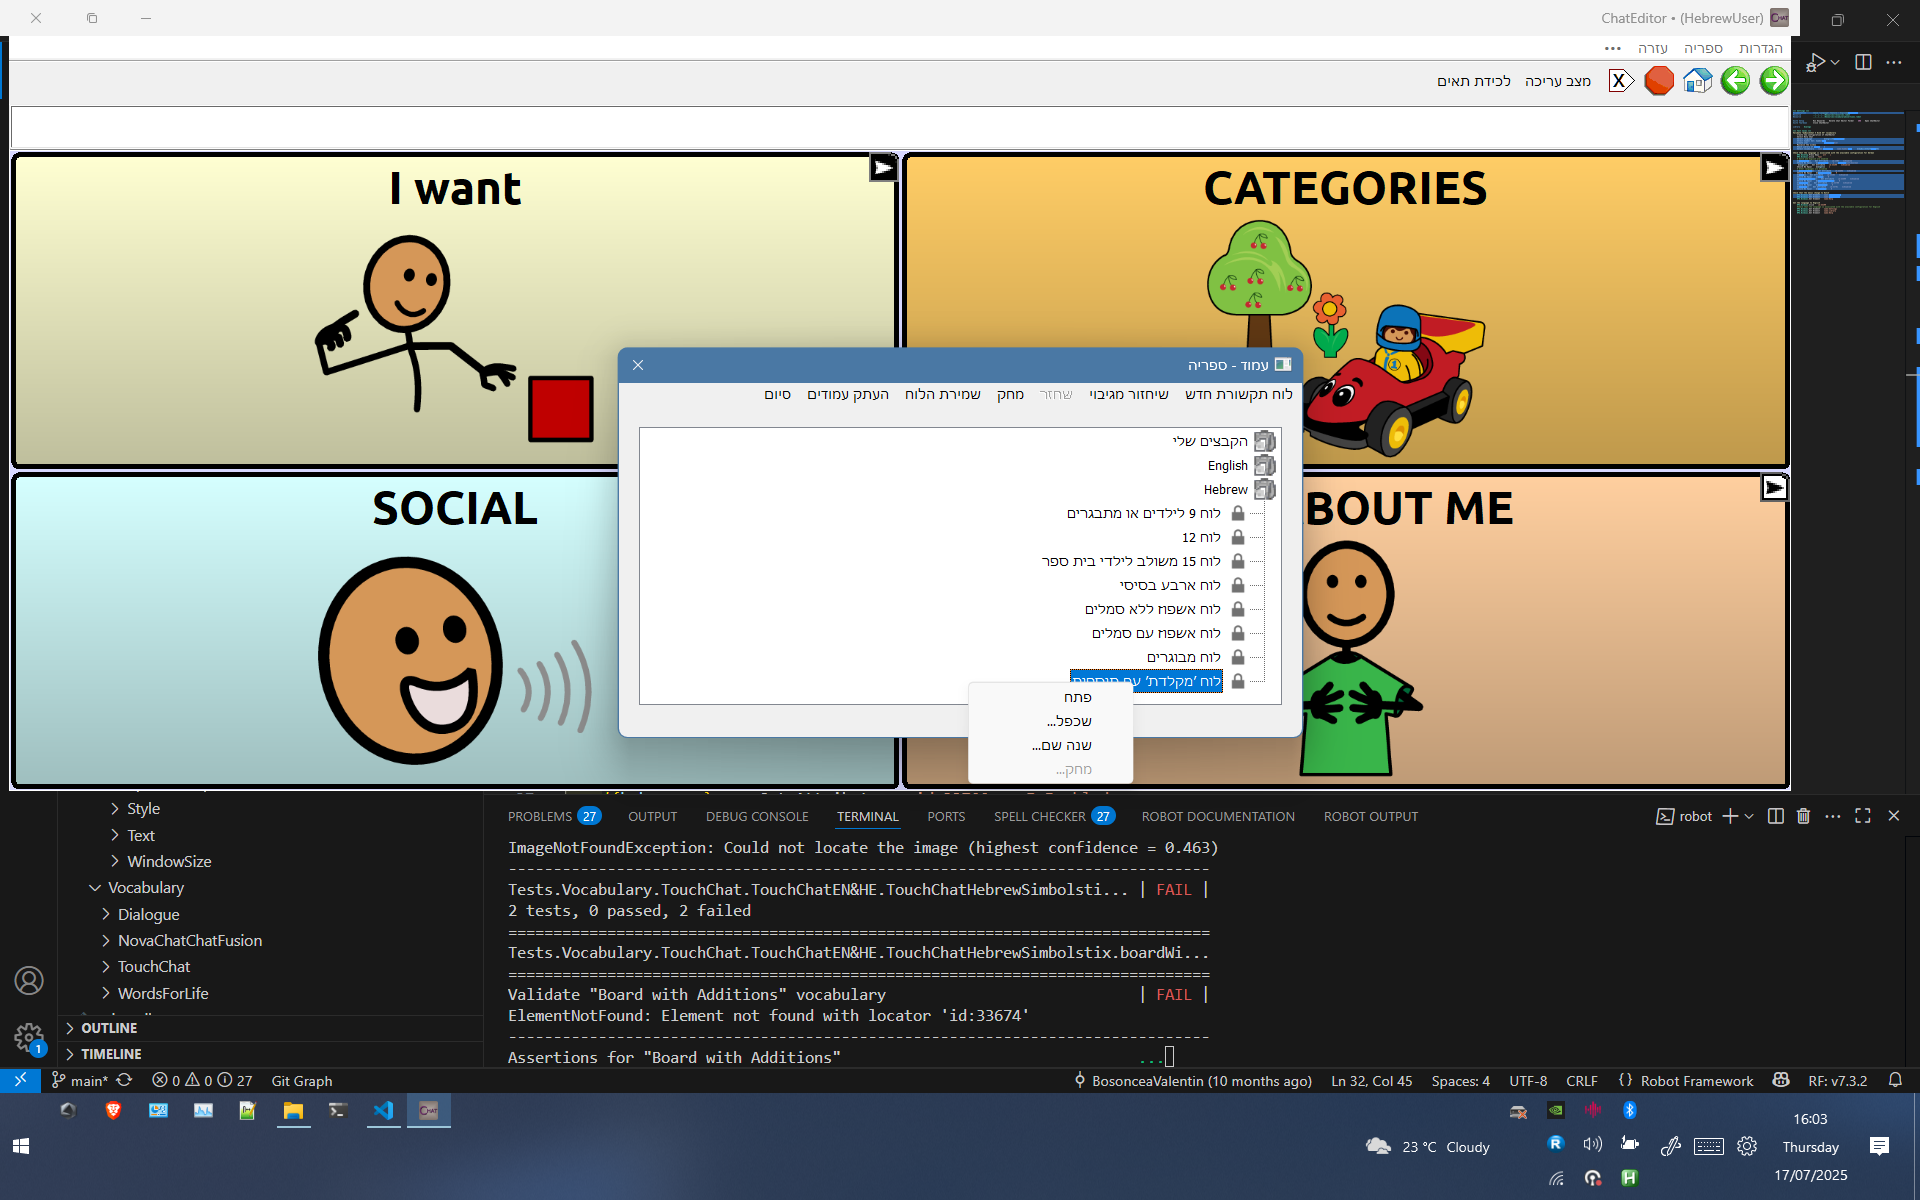 ChatEditor • (HebrewUser)
הגדרות ספריה עזרה •••
מצב עריכה לכידת תאים
I want
CATEGORIES
SOCIAL
BOUT ME
עמוד - ספריה
לוח תקשורת חדש שיחזור מגיבוי שחזר מחק שמירת הלוח העתק עמודים סיום
הקבצים שלי
English
Hebrew
לוח 9 לילדים או מתבגרים
לוח 12
לוח 15 משולב לילדי בית ספר
לוח ארבע בסיסי
לוח אשפוז ללא סמלים
לוח אשפוז עם סמלים
לוח מבוגרים
לוח 'מקלדת' עם
פתח
שכפל...
שנה שם...
מחק...
Style
Text
WindowSize
Vocabulary
Dialogue
NovaChatChatFusion
TouchChat
WordsForLife
OUTLINE
TIMELINE
PROBLEMS 27 OUTPUT DEBUG CONSOLE TERMINAL PORTS SPELL CHECKER 27 ROBOT DOCUMENTATION ROBOT OUTPUT robot
ImageNotFoundException: Could not locate the image (highest confidence = 0.463)
Tests.Vocabulary.TouchChat.TouchChatEN&HE.TouchChatHebrewSimbolsti... | FAIL |
2 tests, 0 passed, 2 failed
Tests.Vocabulary.TouchChat.TouchChatEN&HE.TouchChatHebrewSimbolstix.boardWi...
Validate "Board with Additions" vocabulary | FAIL |
ElementNotFound: Element not found with locator 'id:33674'
Assertions for "Board with Additions" ...
main* 0 0 27 Git Graph BosonceaValentin (10 months ago) Ln 32, Col 45 Spaces: 4 UTF-8 CRLF {} Robot Framework RF: v7.3.2
23 °C Cloudy
16:03
Thursday
17/07/2025